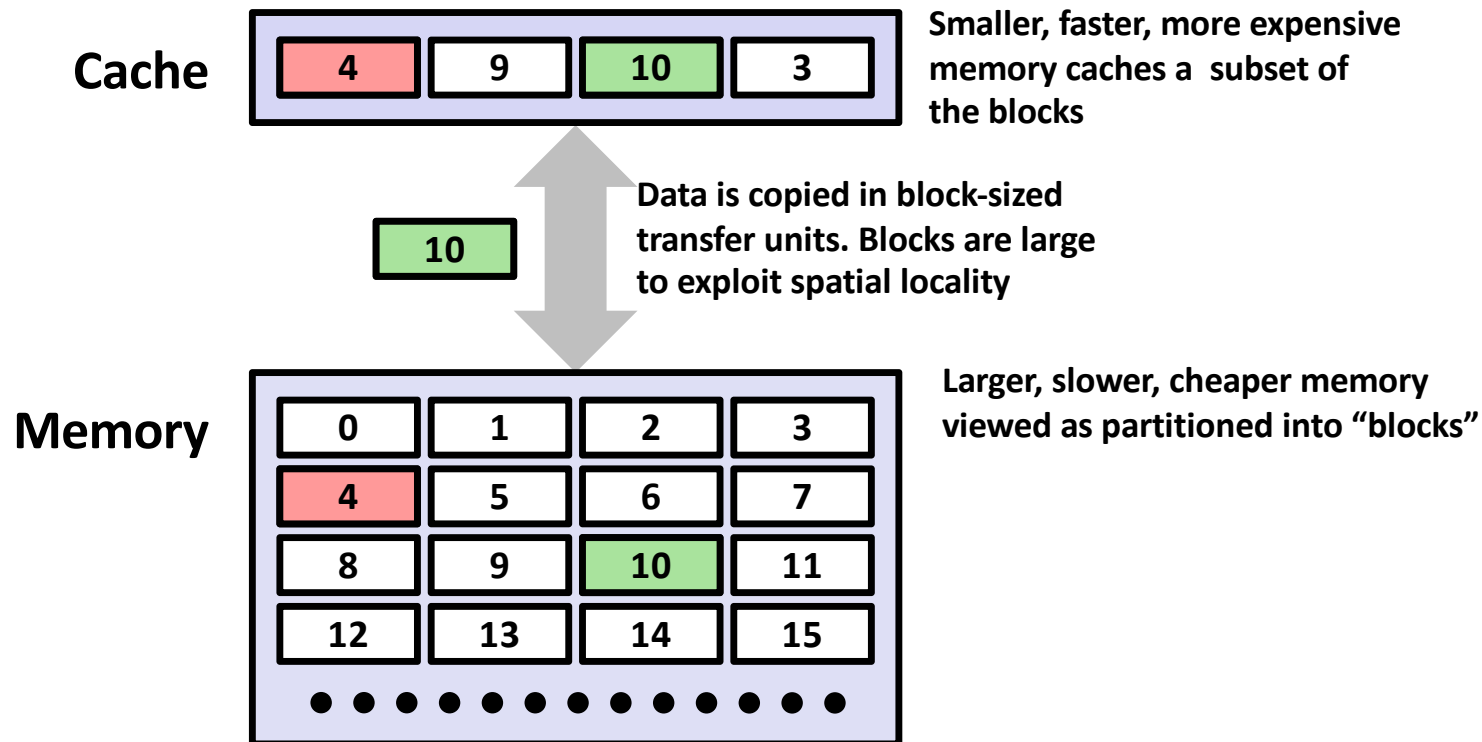 Cache
4 9 10 3
Smaller, faster, more expensive
memory caches a  subset of
the blocks
10
Data is copied in block-sized
transfer units. Blocks are large
to exploit spatial locality
Memory
0 1 2 3
4 5 6 7
8 9 10 11
12 13 14 15
Larger, slower, cheaper memory
viewed as partitioned into “blocks”